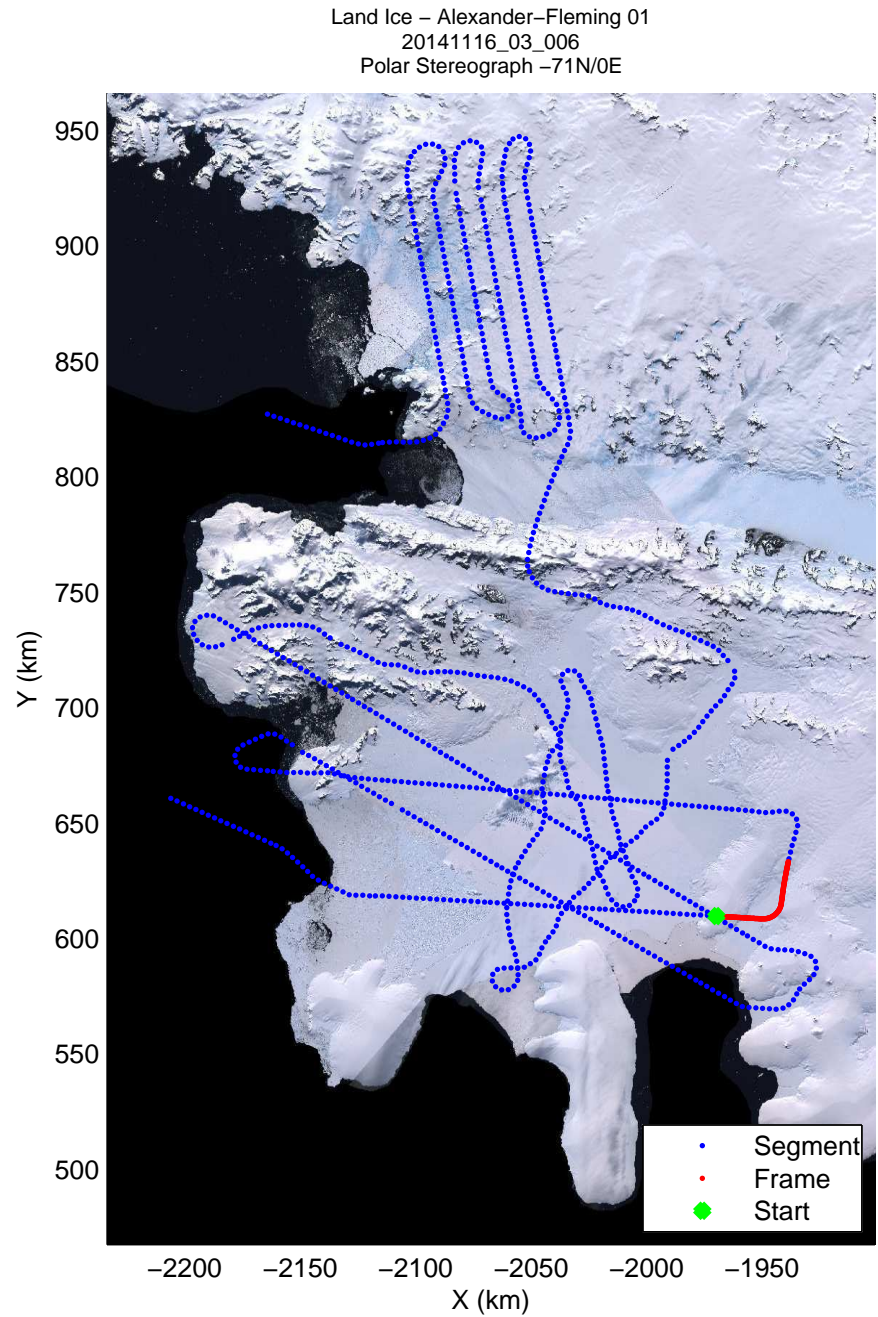 Land Ice − Alexander−Fleming 01
20141116_03_006
Polar Stereograph −71N/0E
950
900
850
800
750
700
650
600
550
500
Y (km)
Segment
Frame
Start
−2200 −2150 −2100 −2050 −2000 −1950
X (km)